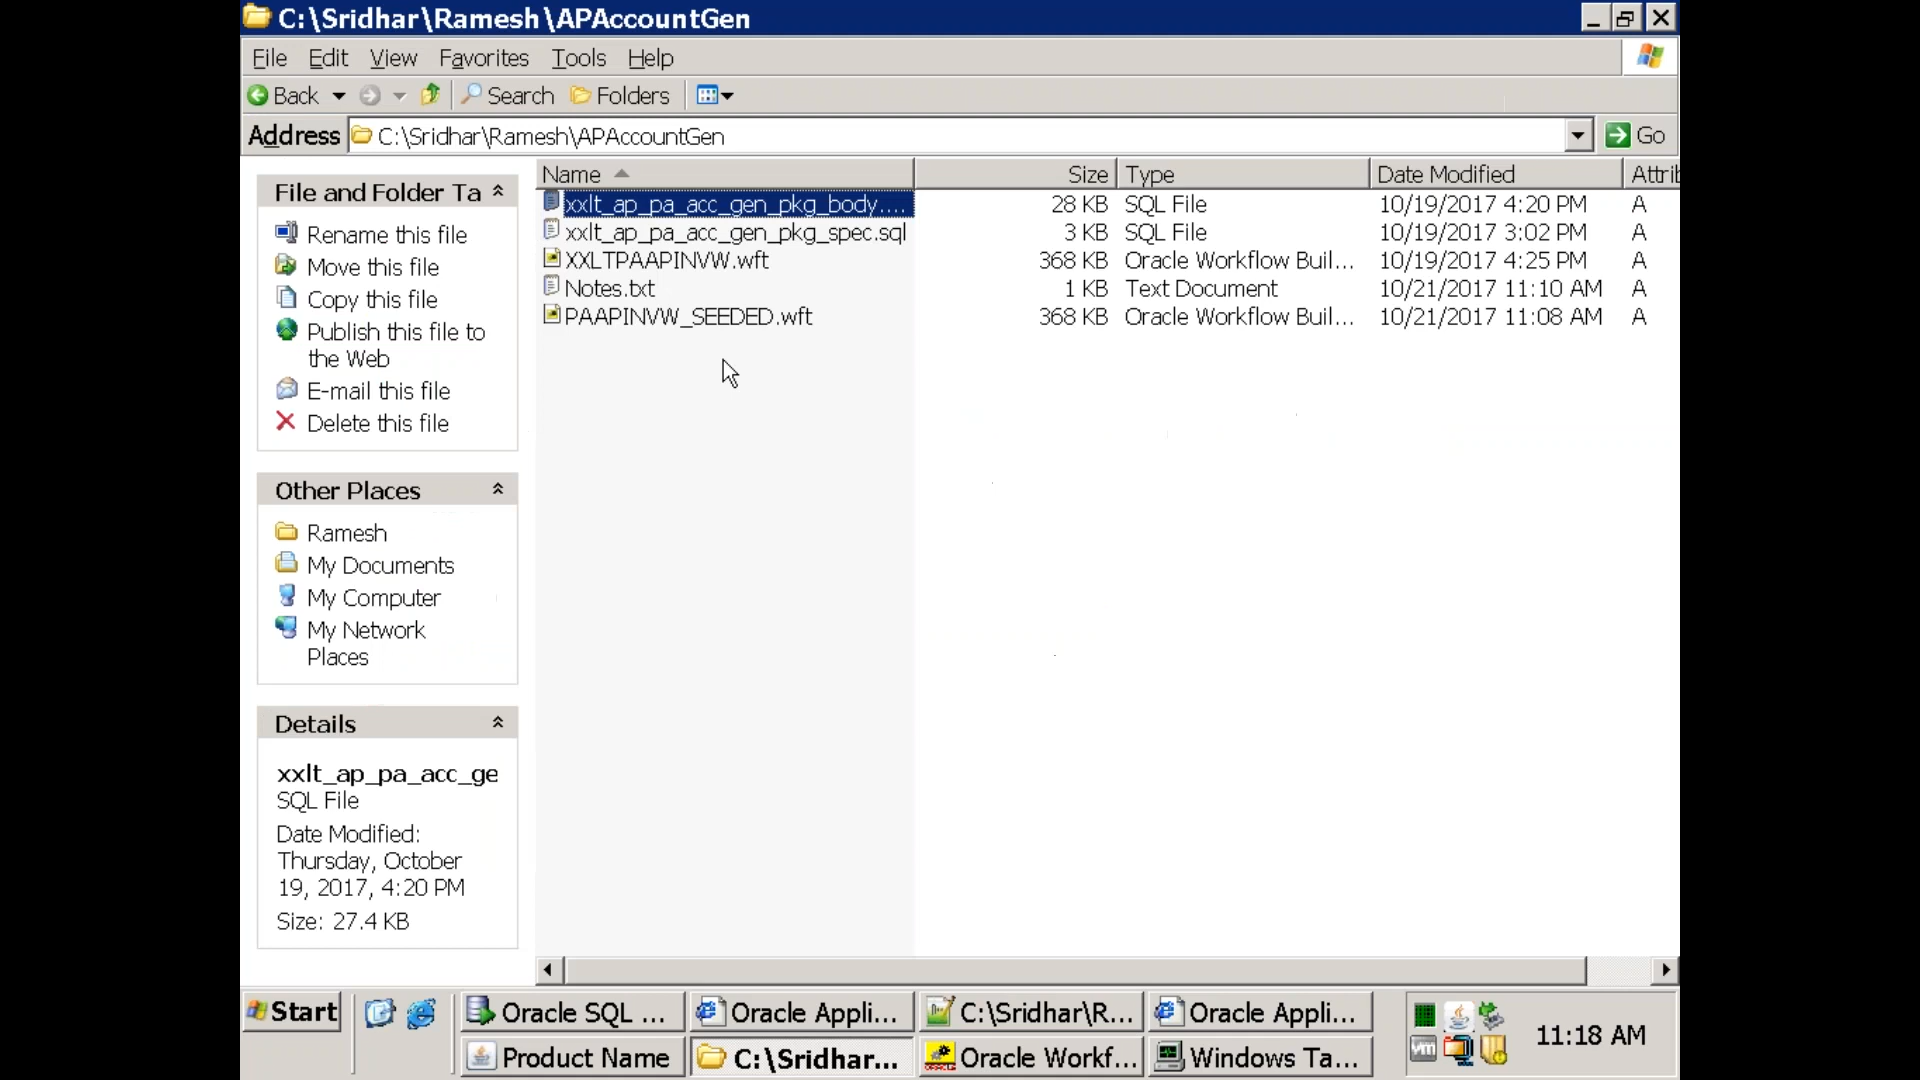 C:\Sridhar\Ramesh\APAccountGen
File Edit View Favorites Tools Help
Back Search Folders
Address C:\Sridhar\Ramesh\APAccountGen Go
File and Folder Ta
Rename this file
Move this file
Copy this file
Publish this file to
the Web
E-mail this file
Delete this file
Other Places
Ramesh
My Documents
My Computer
My Network
Places
Details
xxlt_ap_pa_acc_ge
SQL File
Date Modified:
Thursday, October
19, 2017, 4:20 PM
Size: 27.4 KB
Name Size Type Date Modified Attrib
xxlt_ap_pa_acc_gen_pkg_body.... 28 KB SQL File 10/19/2017 4:20 PM A
xxlt_ap_pa_acc_gen_pkg_spec.sql 3 KB SQL File 10/19/2017 3:02 PM A
XXLTPAAPINVW.wft 368 KB Oracle Workflow Buil... 10/19/2017 4:25 PM A
Notes.txt 1 KB Text Document 10/21/2017 11:10 AM A
PAAPINVW_SEEDED.wft 368 KB Oracle Workflow Buil... 10/21/2017 11:08 AM A
Start Oracle SQL ... Oracle Appli... C:\Sridhar\R... Oracle Appli...
Product Name C:\Sridhar... Oracle Workf... Windows Ta...
vm 11:18 AM